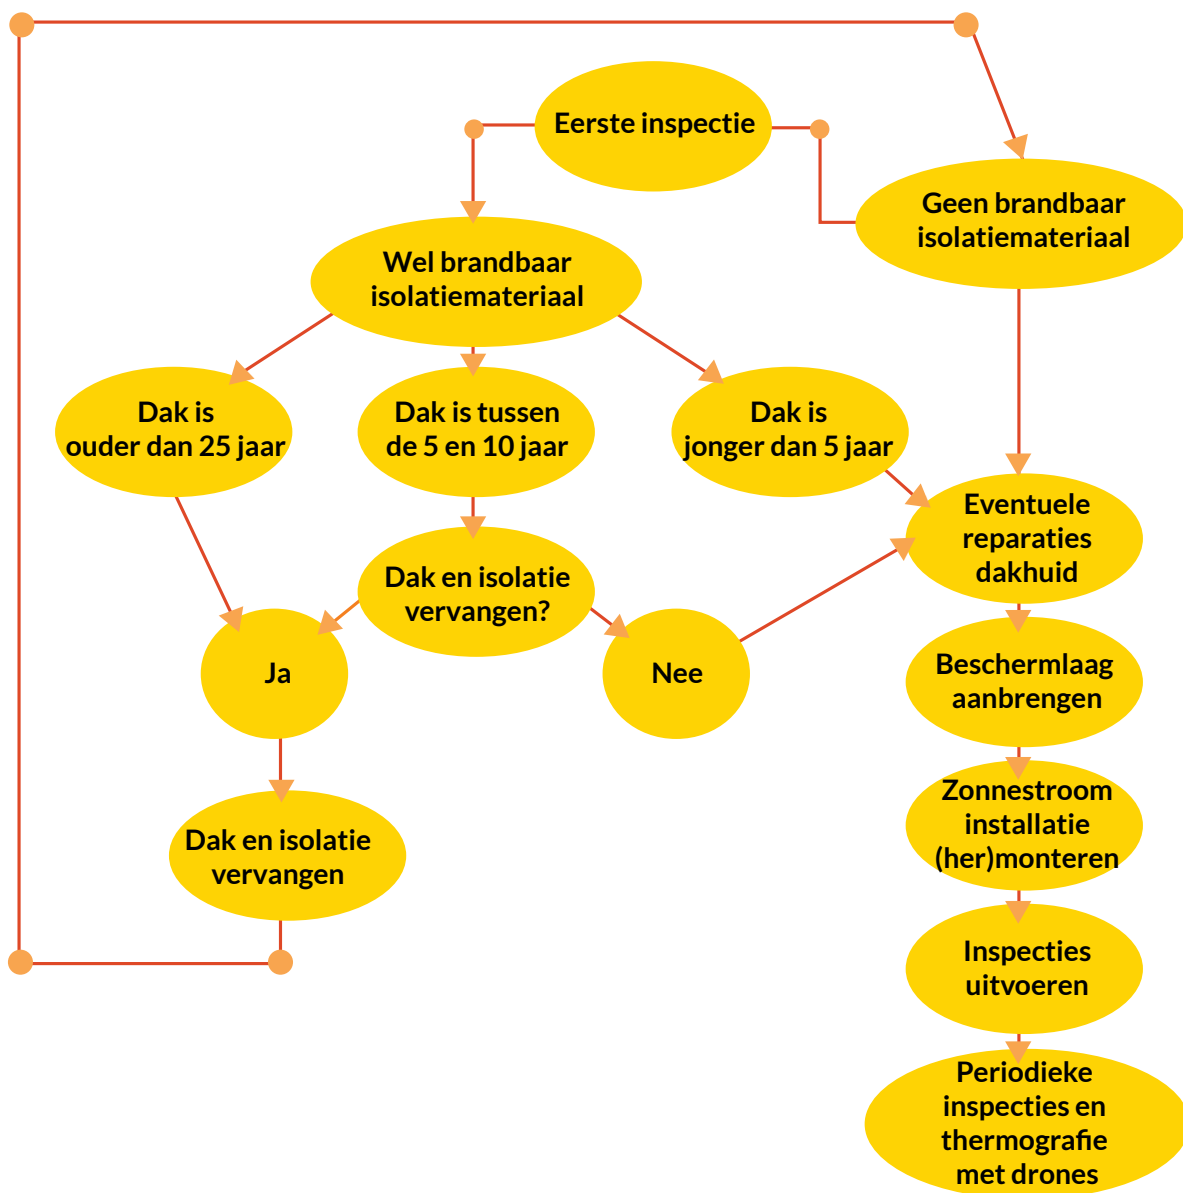 Eerste inspectie
Geen brandbaar
isolatiemateriaal
Wel brandbaar
isolatiemateriaal
Dak is
ouder dan 25 jaar
Dak is tussen
de 5 en 10 jaar
Dak is
jonger dan 5 jaar
Eventuele
reparaties
dakhuid
Dak en isolatie
vervangen?
Ja
Nee
Beschermlaag
aanbrengen
Zonnestroom
installatie
(her)monteren
Dak en isolatie
vervangen
Inspecties
uitvoeren
Periodieke
inspecties en
thermografie
met drones